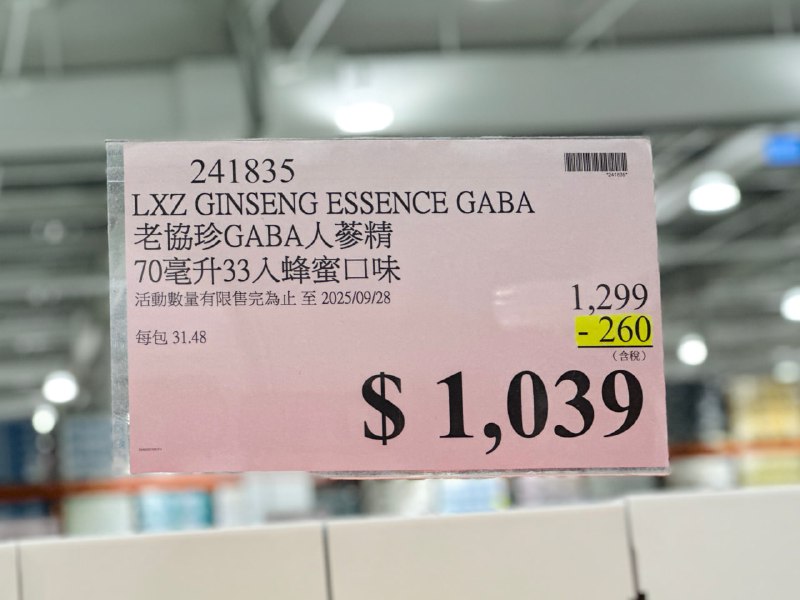 241835
*241835*
LXZ GINSENG ESSENCE GABA
老協珍GABA人蔘精
70毫升33入蜂蜜口味
活動數量有限售完為止 至 2025/09/28
1,299
- 260
每包 31.48
(含稅)
$ 1,039